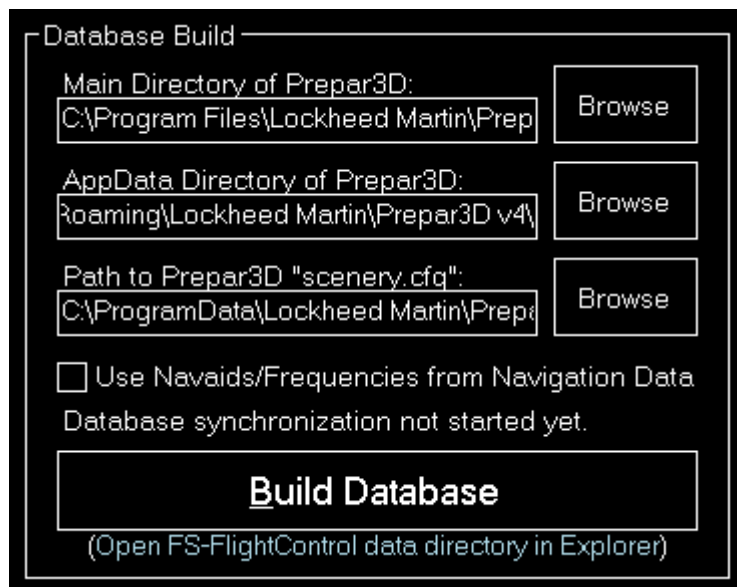 Database Build
Main Directory of Prepar3D:
C:\Program Files\Lockheed Martin\Prep
Browse
AppData Directory of Prepar3D:
Roaming\Lockheed Martin\Prepar3D v4\
Browse
Path to Prepar3D "scenery.cfg":
C:\ProgramData\Lockheed Martin\Prepa
Browse
Use Navaids/Frequencies from Navigation Data
Database synchronization not started yet.
Build Database
(Open FS-FlightControl data directory in Explorer)